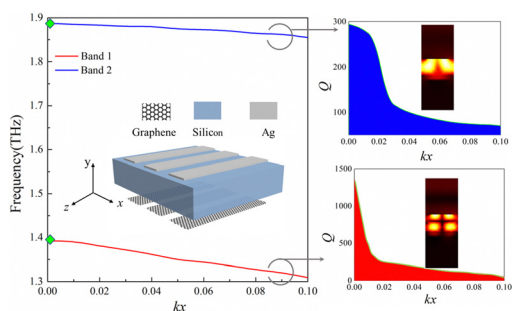 1.9
1.8
1.7
1.6
1.5
1.4
1.3
Frequency(THz)
Band 1
Band 2
Graphene
Silicon
Ag
y
z
x
0.00
0.02
0.04
0.06
0.08
0.10
kx
300
200
100
50
Q
0.00
0.02
0.04
0.06
0.08
0.10
kx
1500
1000
500
250
0
Q
0.00
0.02
0.04
0.06
0.08
0.10
kx